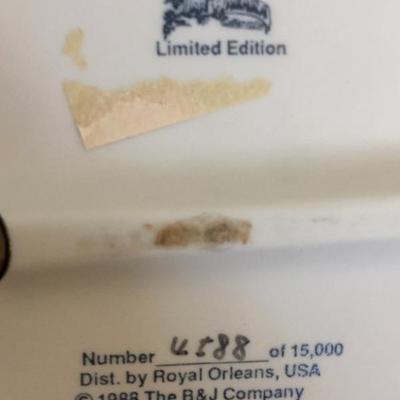 Limited Edition
Number 4588 of 15,000
Dist. by Royal Orleans, USA
© 1988 The B&J Company